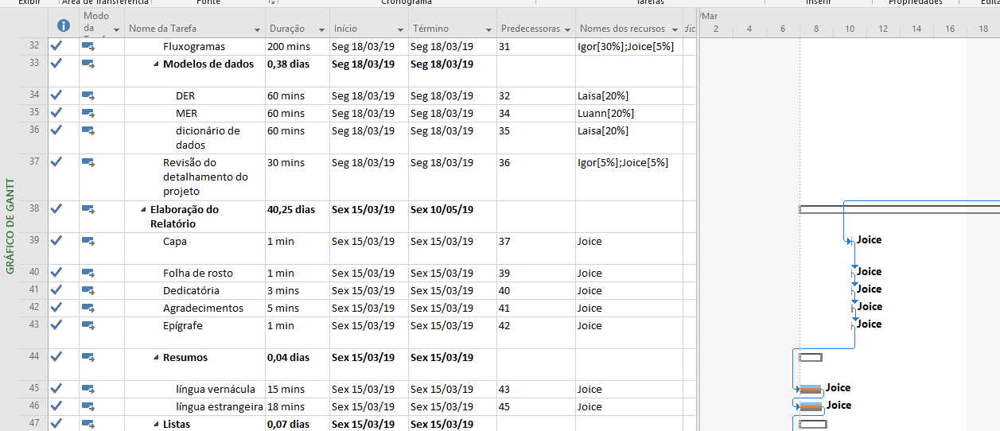 Exibir Área de Transferência Fonte Cronograma Tarefas Inserir Propriedades
Modo da Nome da Tarefa Duração Início Término Predecessoras Nomes dos recursos /Mar
2 4 6 8 10 12 14 16 18
GRÁFICO DE GANTT
32 Fluxogramas 200 mins Seg 18/03/19 Seg 18/03/19 31 Igor[30%];Joice[5%]
33 Modelos de dados 0,38 dias Seg 18/03/19 Seg 18/03/19
34 DER 60 mins Seg 18/03/19 Seg 18/03/19 32 Laisa[20%]
35 MER 60 mins Seg 18/03/19 Seg 18/03/19 34 Luann[20%]
36 dicionário de 60 mins Seg 18/03/19 Seg 18/03/19 35 Laisa[20%]
dados
37 Revisão do 30 mins Seg 18/03/19 Seg 18/03/19 36 Igor[5%];Joice[5%]
detalhamento do
projeto
38 Elaboração do 40,25 dias Sex 15/03/19 Sex 10/05/19
Relatório
39 Capa 1 min Sex 15/03/19 Sex 15/03/19 37 Joice Joice
40 Folha de rosto 1 min Sex 15/03/19 Sex 15/03/19 39 Joice Joice
41 Dedicatória 3 mins Sex 15/03/19 Sex 15/03/19 40 Joice Joice
42 Agradecimentos 5 mins Sex 15/03/19 Sex 15/03/19 41 Joice Joice
43 Epígrafe 1 min Sex 15/03/19 Sex 15/03/19 42 Joice Joice
44 Resumos 0,04 dias Sex 15/03/19 Sex 15/03/19
45 língua vernácula 15 mins Sex 15/03/19 Sex 15/03/19 43 Joice Joice
46 língua estrangeira 18 mins Sex 15/03/19 Sex 15/03/19 45 Joice Joice
47 Listas 0,07 dias Sex 15/03/19 Sex 15/03/19